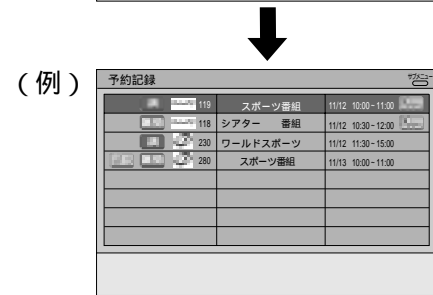 (例)
予約記録 サブメニュー
119 スポーツ番組 11/12 10:00-11:00
118 シアター 番組 11/12 10:30-12:00
230 ワールドスポーツ 11/12 11:30-15:00
280 スポーツ番組 11/13 10:00-11:00